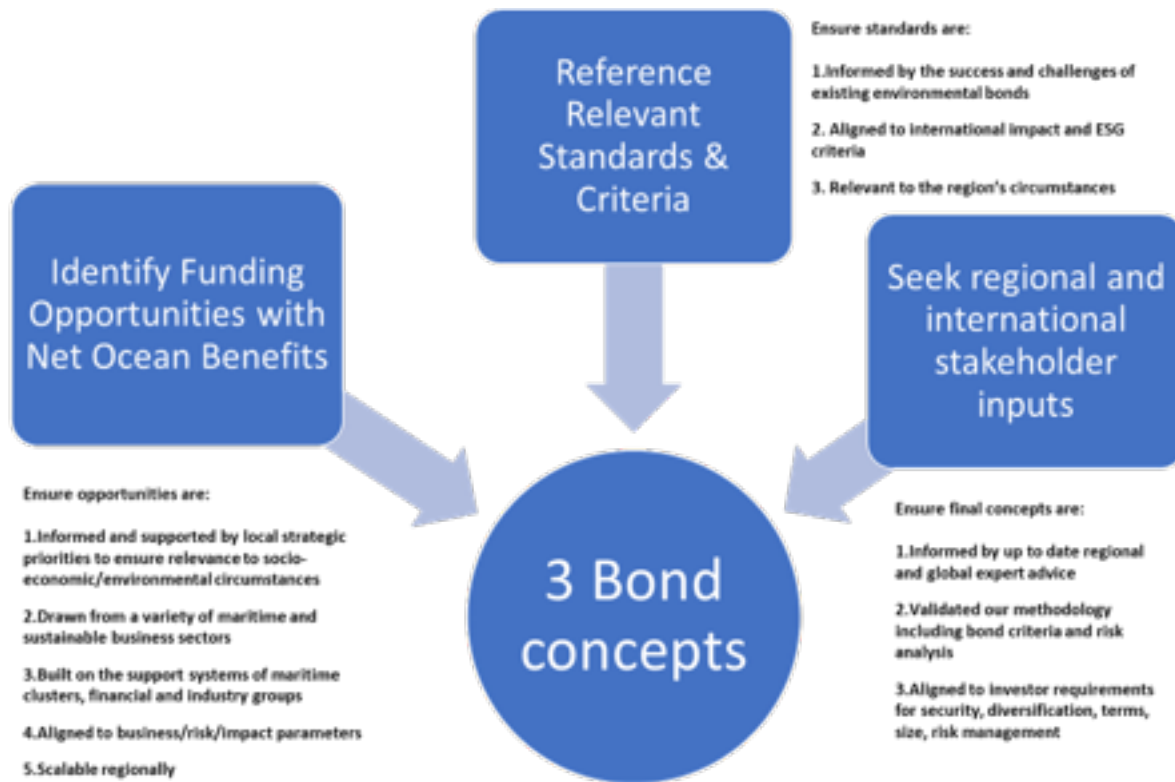 Reference
Relevant
Standards &
Criteria
Ensure standards are:
1.Informed by the success and challenges of
existing environmental bonds
2. Aligned to international impact and ESG
criteria
3. Relevant to the region's circumstances
Identify Funding
Opportunities with
Net Ocean Benefits
Seek regional and
international
stakeholder
inputs
Ensure opportunities are:
1.Informed and supported by local strategic
priorities to ensure relevance to socio-
economic/environmental circumstances
2.Drawn from a variety of maritime and
sustainable business sectors
3.Built on the support systems of maritime
clusters, financial and industry groups
4.Aligned to business/risk/impact parameters
5.Scalable regionally
3 Bond
concepts
Ensure final concepts are:
1.Informed by up to date regional
and global expert advice
2.Validated our methodology
including bond criteria and risk
analysis
3.Aligned to investor requirements
for security, diversification, terms,
size, risk management